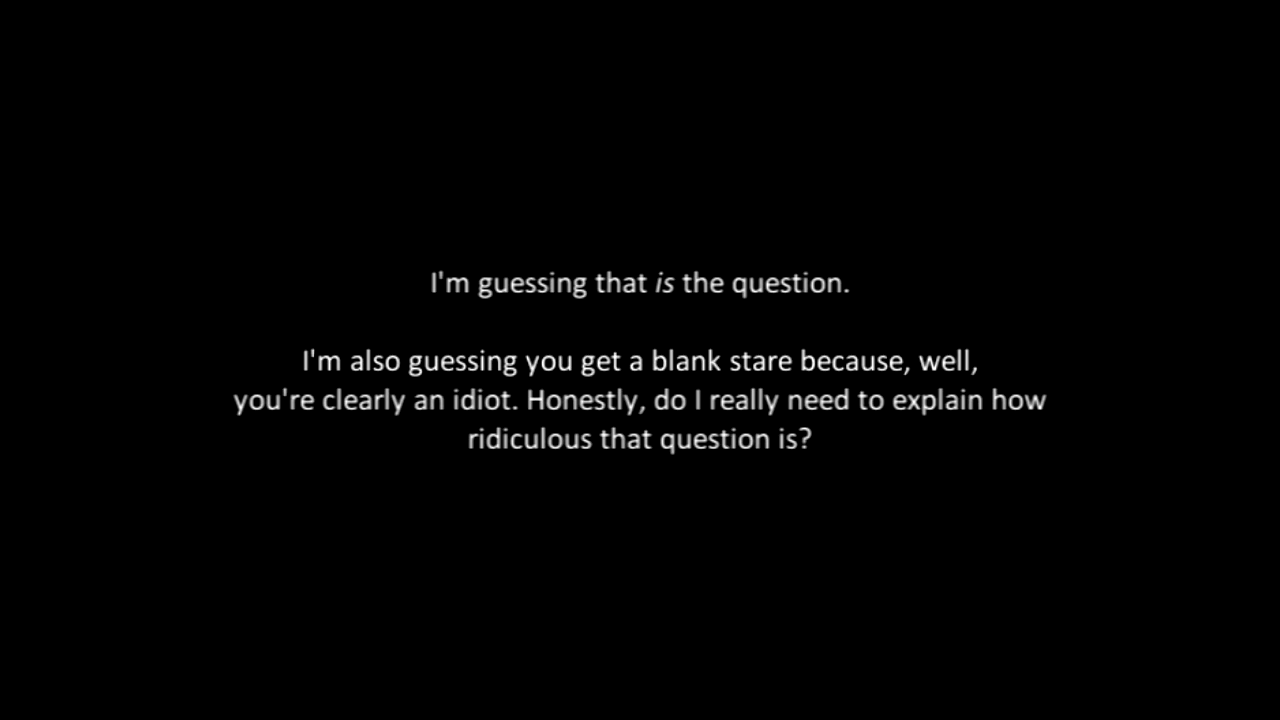 I'm guessing that is the question.
I'm also guessing you get a blank stare because, well,
you're clearly an idiot. Honestly, do I really need to explain how
ridiculous that question is?